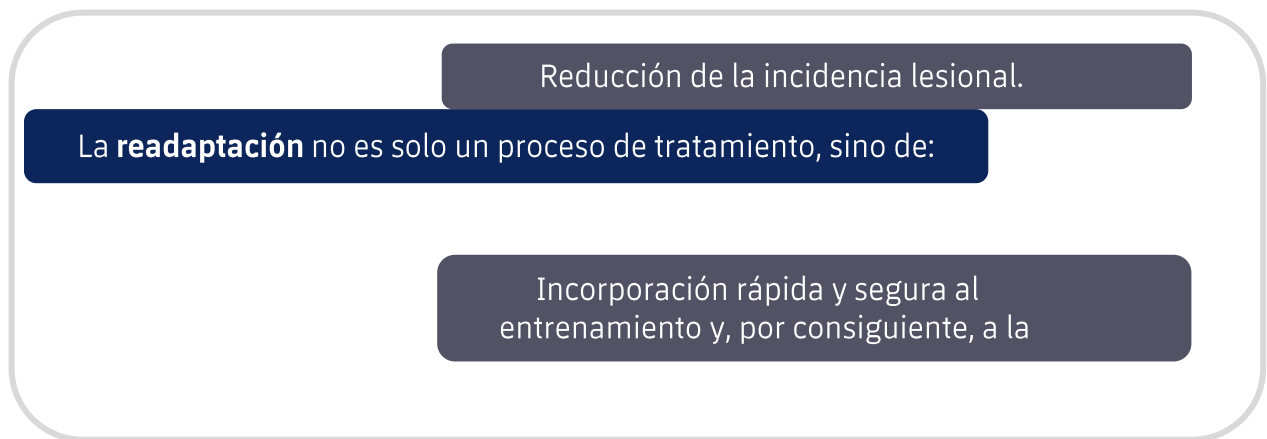 Reducción de la incidencia lesional.
La readaptación no es solo un proceso de tratamiento, sino de:
Incorporación rápida y segura al
entrenamiento y, por consiguiente, a la